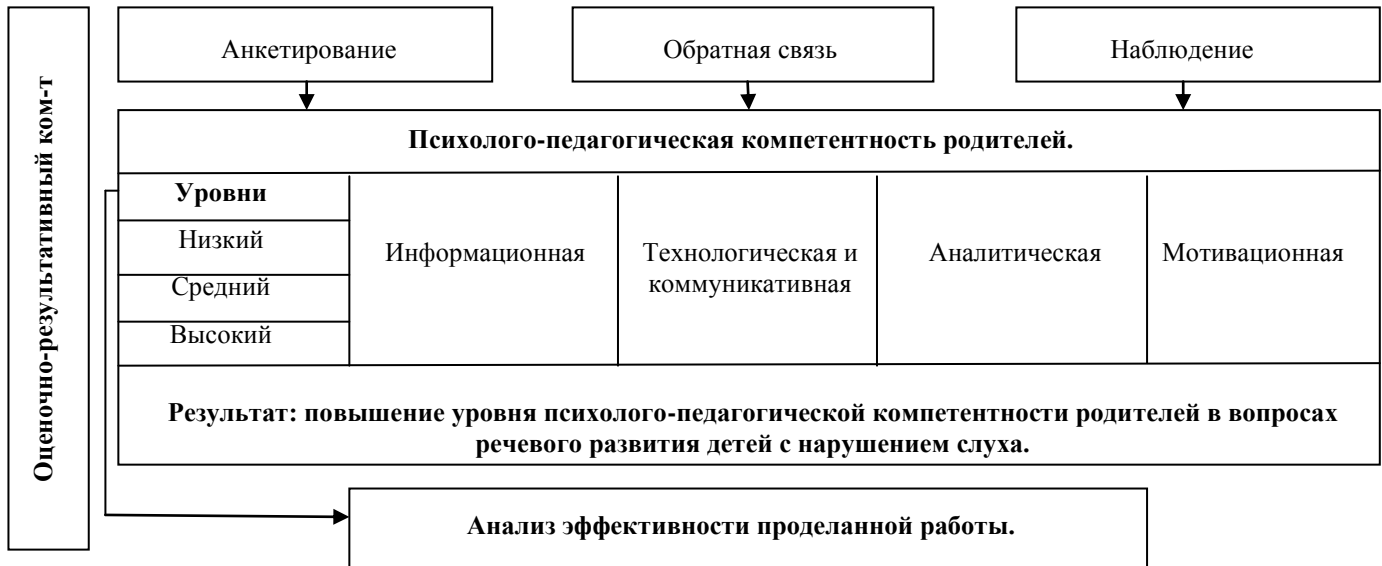 Оценочно-результативный ком-т
Анкетирование
Обратная связь
Наблюдение
Психолого-педагогическая компетентность родителей.
Уровни
Низкий
Средний
Высокий
Информационная
Технологическая и
коммуникативная
Аналитическая
Мотивационная
Результат: повышение уровня психолого-педагогической компетентности родителей в вопросах
речевого развития детей с нарушением слуха.
Анализ эффективности проделанной работы.